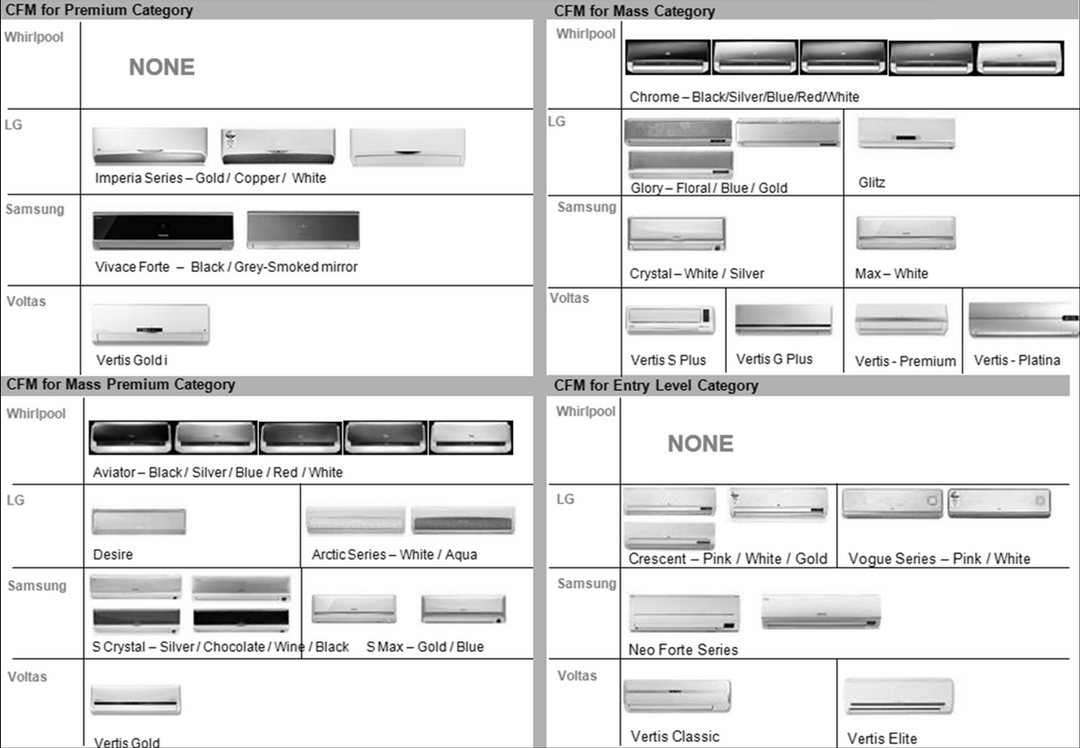 CFM for Premium Category
Whirlpool
NONE
LG
Imperia Series – Gold / Copper / White
Samsung
Vivace Forte – Black / Grey-Smoked mirror
Voltas
Vertis Gold i
CFM for Mass Category
Whirlpool
Chrome – Black/Silver/Blue/Red/White
LG
Glory – Floral / Blue / Gold
Glitz
Samsung
Crystal – White / Silver
Max – White
Voltas
Vertis S Plus
Vertis G Plus
Vertis - Premium
Vertis - Platina
CFM for Mass Premium Category
Whirlpool
Aviator – Black / Silver / Blue / Red / White
LG
Desire
Arctic Series – White / Aqua
Samsung
S Crystal – Silver / Chocolate / Wine / Black
S Max – Gold / Blue
Voltas
Vertis Gold
CFM for Entry Level Category
Whirlpool
NONE
LG
Crescent – Pink / White / Gold
Vogue Series – Pink / White
Samsung
Neo Forte Series
Voltas
Vertis Classic
Vertis Elite